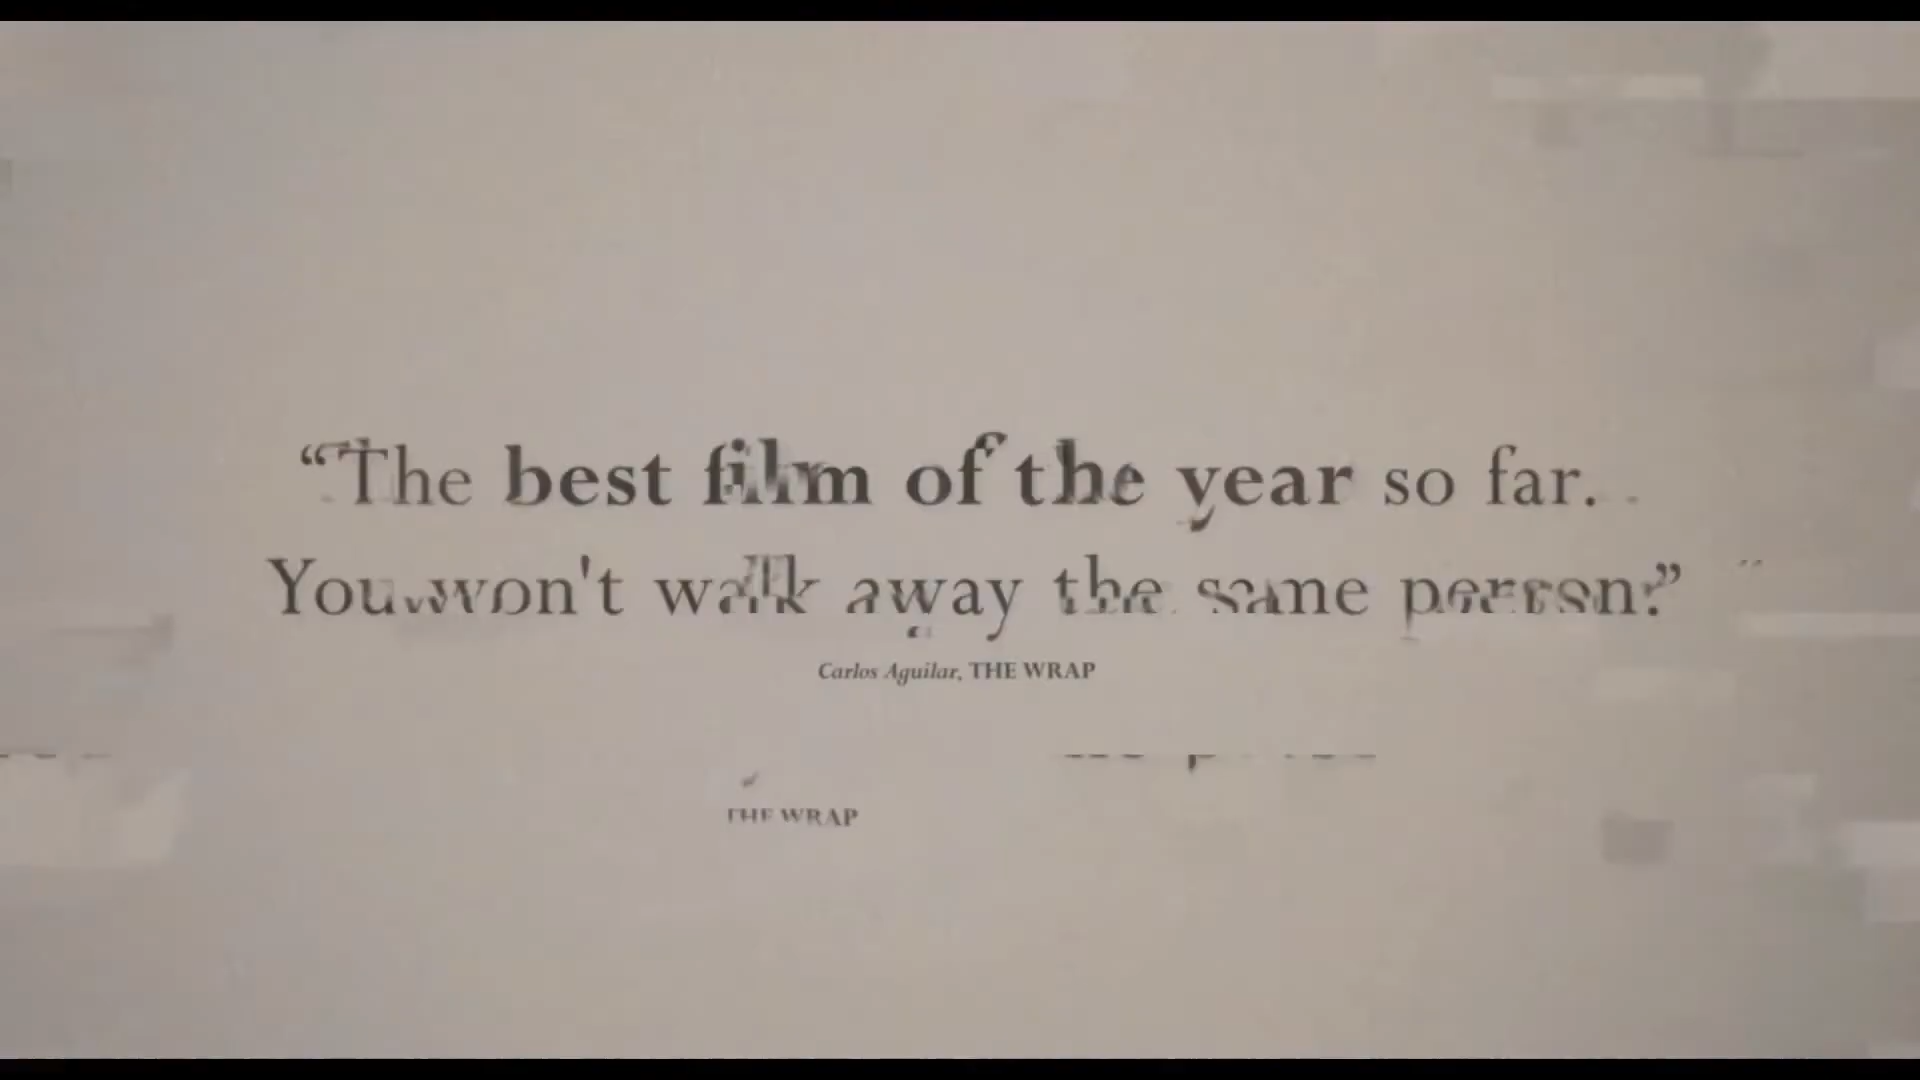 “The best film of the year so far.
You won't walk away the same person.”
Carlos Aguilar, THE WRAP
THE WRAP